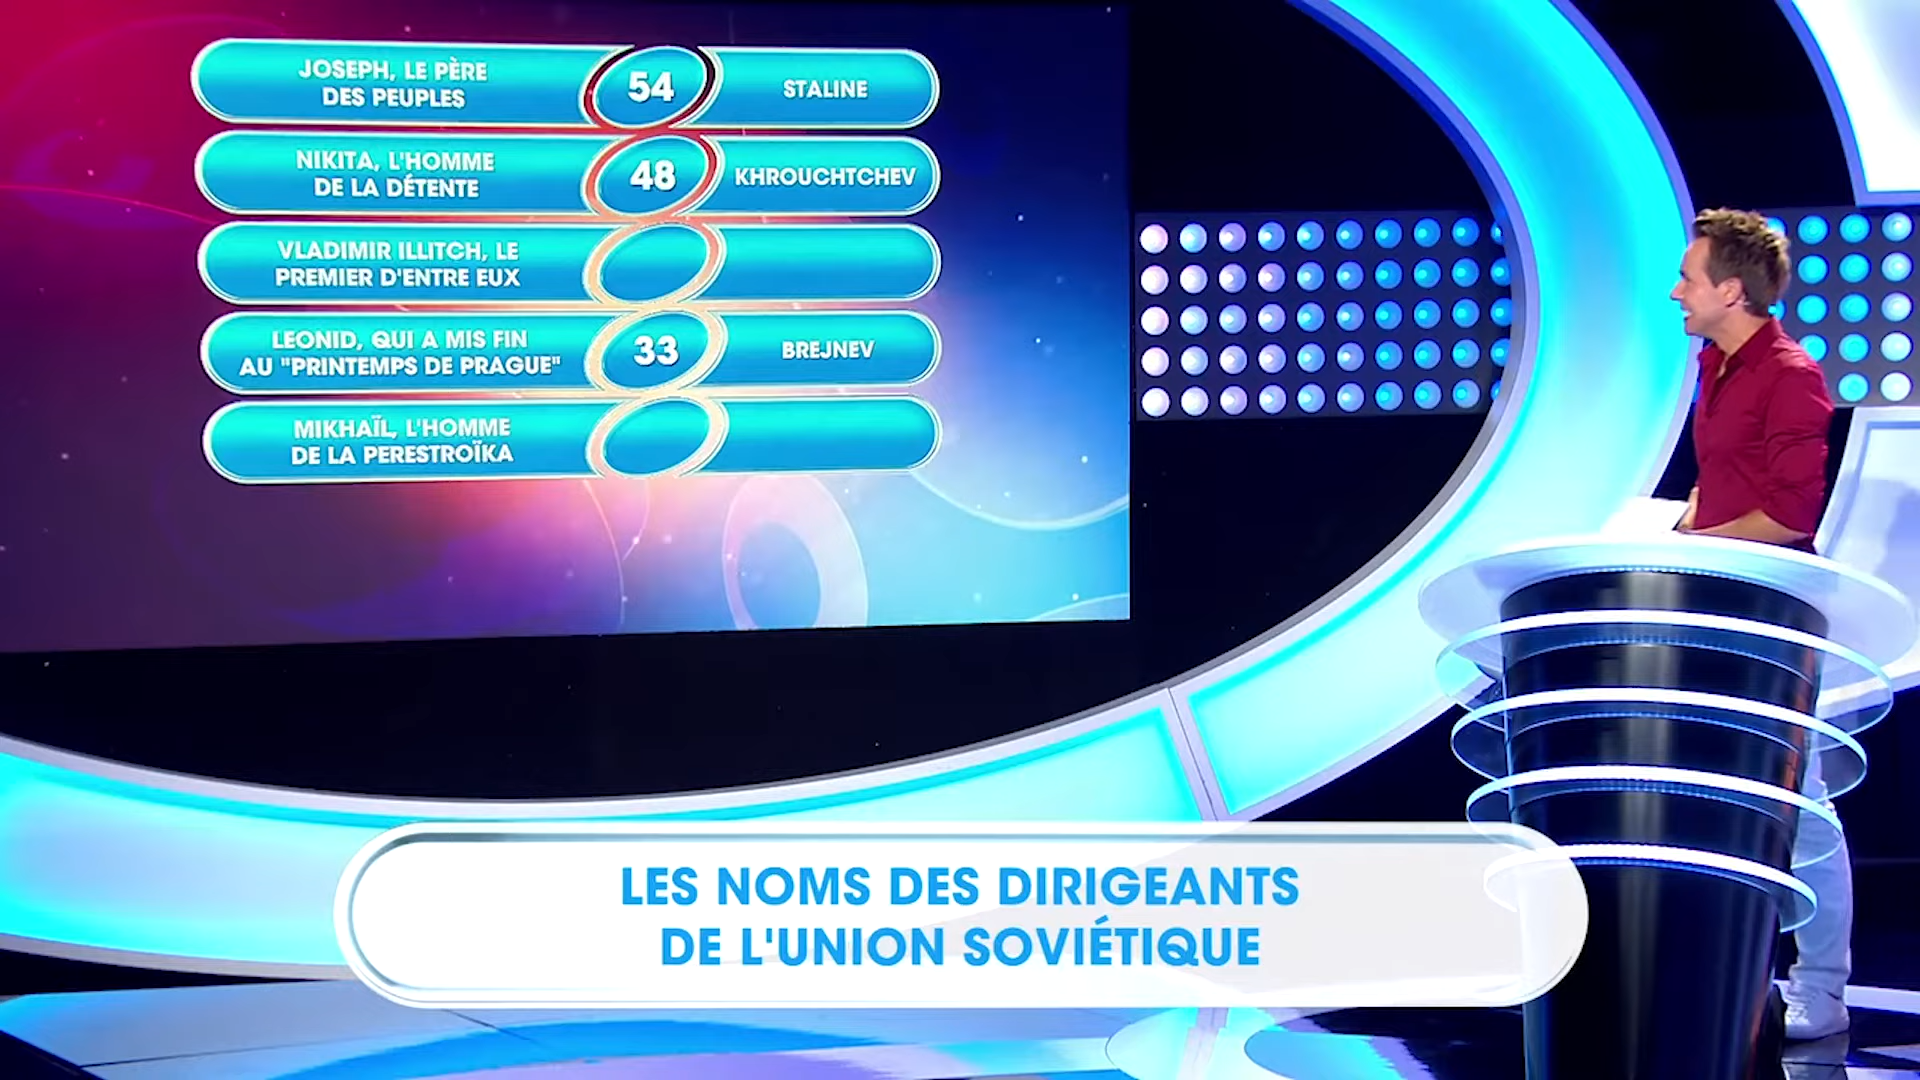 JOSEPH, LE PÈRE
DES PEUPLES
54
STALINE
NIKITA, L'HOMME
DE LA DÉTENTE
48
KHROUCHTCHEV
VLADIMIR ILLITCH, LE
PREMIER D'ENTRE EUX
LEONID, QUI A MIS FIN
AU "PRINTEMPS DE PRAGUE"
33
BREJNEV
MIKHAÏL, L'HOMME
DE LA PERESTROÏKA
LES NOMS DES DIRIGEANTS
DE L'UNION SOVIÉTIQUE